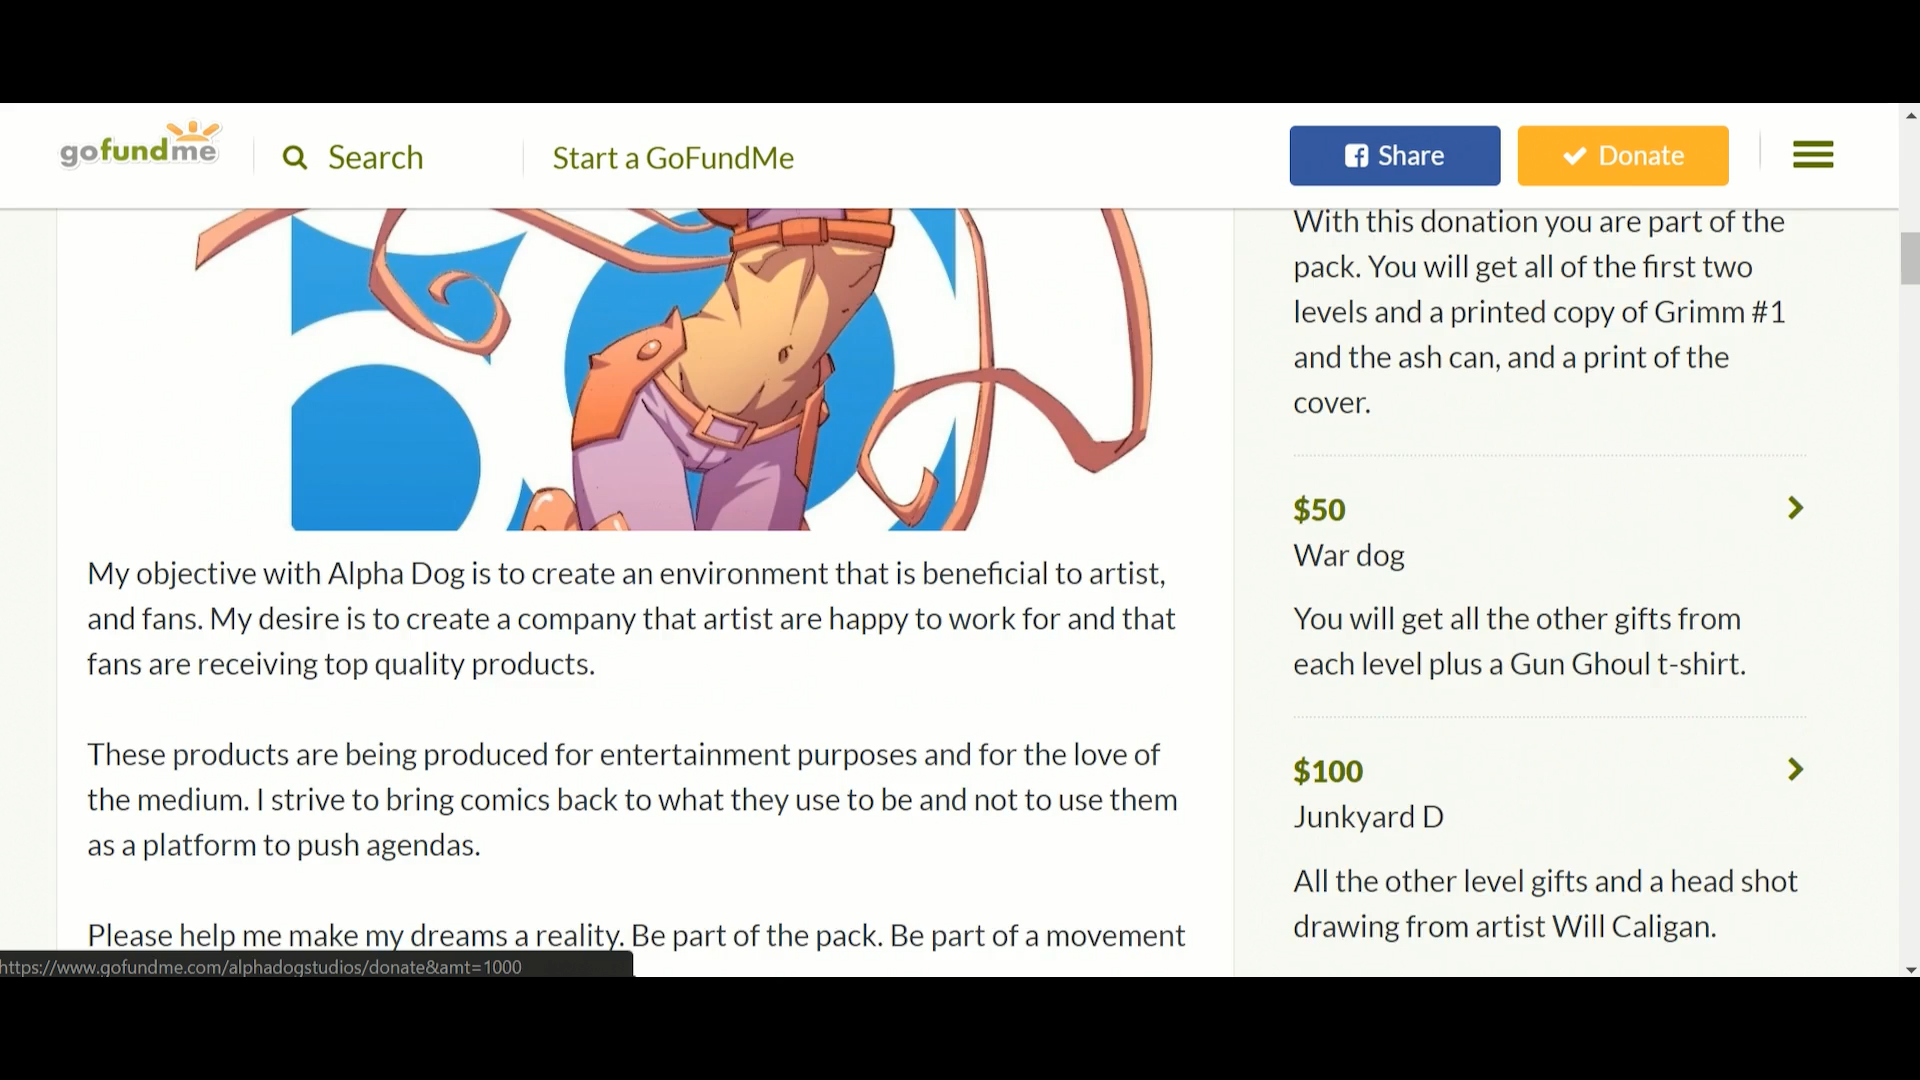 gofundme
Search
Start a GoFundMe
Share
Donate
My objective with Alpha Dog is to create an environment that is beneficial to artist,
and fans. My desire is to create a company that artist are happy to work for and that
fans are receiving top quality products.
These products are being produced for entertainment purposes and for the love of
the medium. I strive to bring comics back to what they use to be and not to use them
as a platform to push agendas.
Please help me make my dreams a reality. Be part of the pack. Be part of a movement
https://www.gofundme.com/alphadogstudios/donate&amt=1000
With this donation you are part of the
pack. You will get all of the first two
levels and a printed copy of Grimm #1
and the ash can, and a print of the
cover.
$50
War dog
You will get all the other gifts from
each level plus a Gun Ghoul t-shirt.
$100
Junkyard D
All the other level gifts and a head shot
drawing from artist Will Caligan.